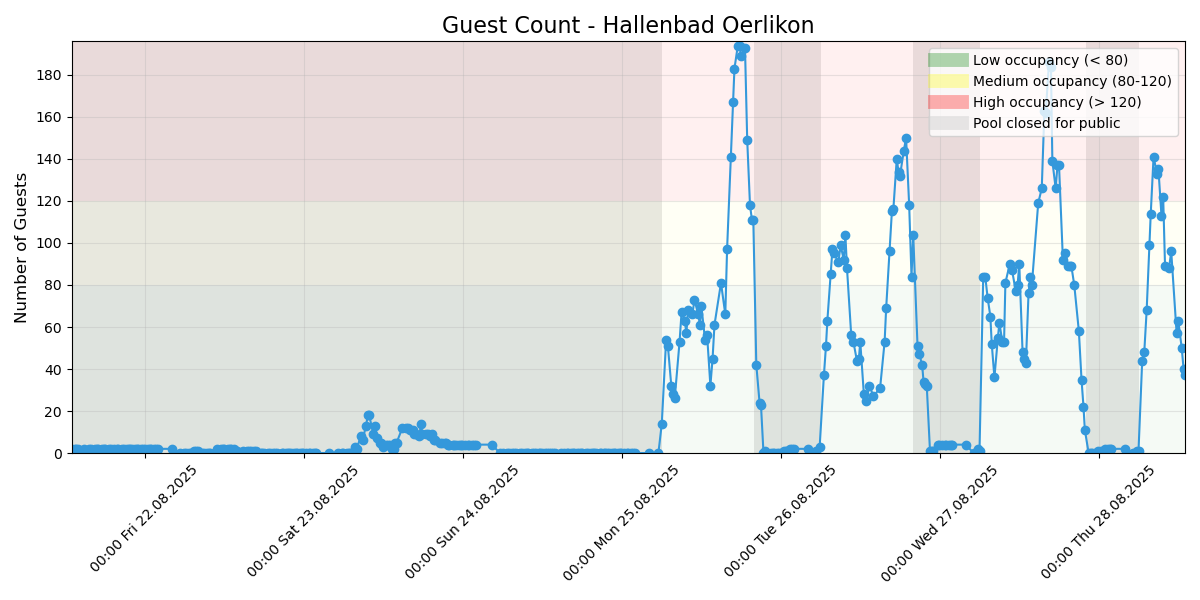 Guest Count - Hallenbad Oerlikon
Number of Guests
180
160
140
120
100
80
60
40
20
0
Low occupancy (< 80)
Medium occupancy (80-120)
High occupancy (> 120)
Pool closed for public
00:00 Fri 22.08.2025
00:00 Sat 23.08.2025
00:00 Sun 24.08.2025
00:00 Mon 25.08.2025
00:00 Tue 26.08.2025
00:00 Wed 27.08.2025
00:00 Thu 28.08.2025